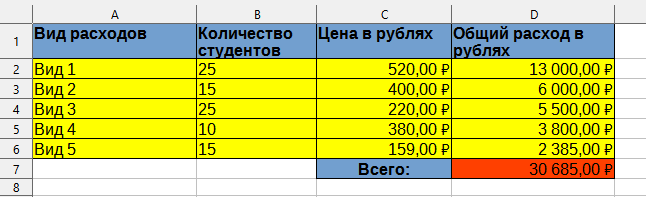 A B C D
1 Вид расходов Количество студентов Цена в рублях Общий расход в рублях
2 Вид 1 25 520,00 ₽ 13 000,00 ₽
3 Вид 2 15 400,00 ₽ 6 000,00 ₽
4 Вид 3 25 220,00 ₽ 5 500,00 ₽
5 Вид 4 10 380,00 ₽ 3 800,00 ₽
6 Вид 5 15 159,00 ₽ 2 385,00 ₽
7 Всего: 30 685,00 ₽
8